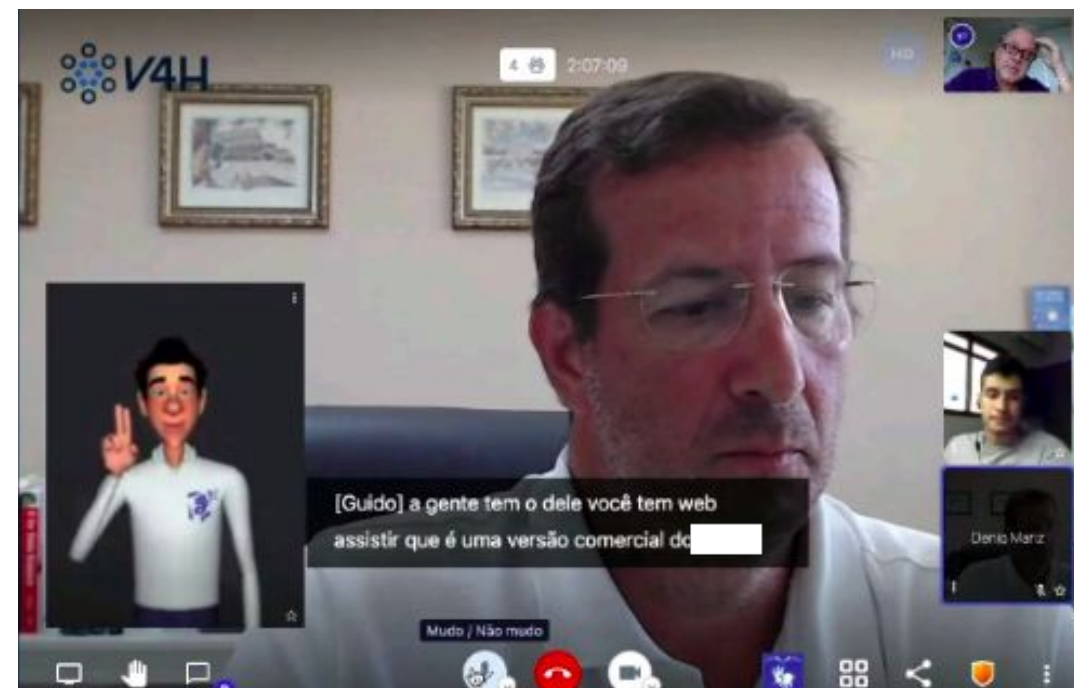 V4H
4 2:07:09
HD
[Guido] a gente tem o dele você tem web
assistir que é uma versão comercial do
Denio Mariz
Mudo / Não mudo